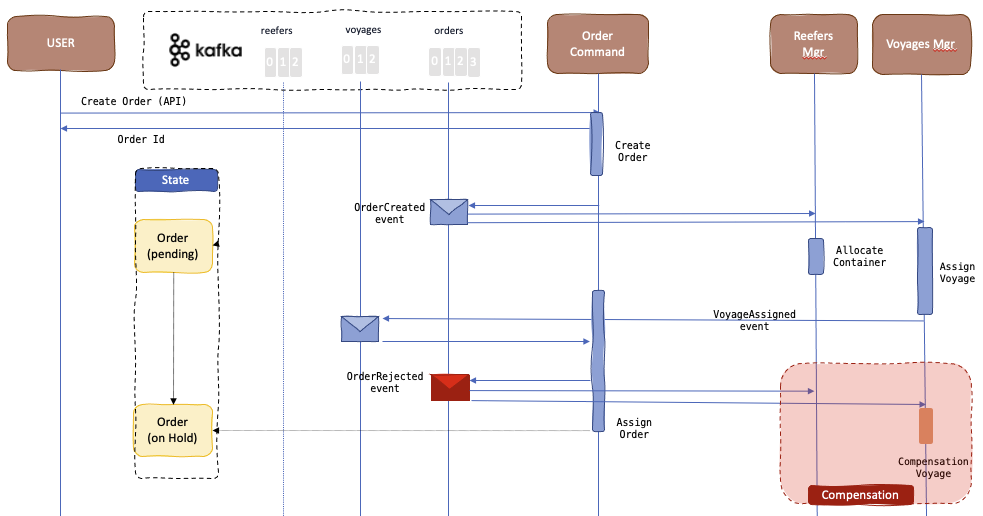 USER
kafka
reefers
0 1 2
voyages
0 1 2
orders
0 1 2 3
Order
Command
Reefers
Mgr
Voyages Mgr
Create Order (API)
Order Id
Create
Order
State
OrderCreated
event
Order
(pending)
Allocate
Container
Assign
Voyage
VoyageAssigned
event
OrderRejected
event
Order
(on Hold)
Assign
Order
Compensation
Voyage
Compensation